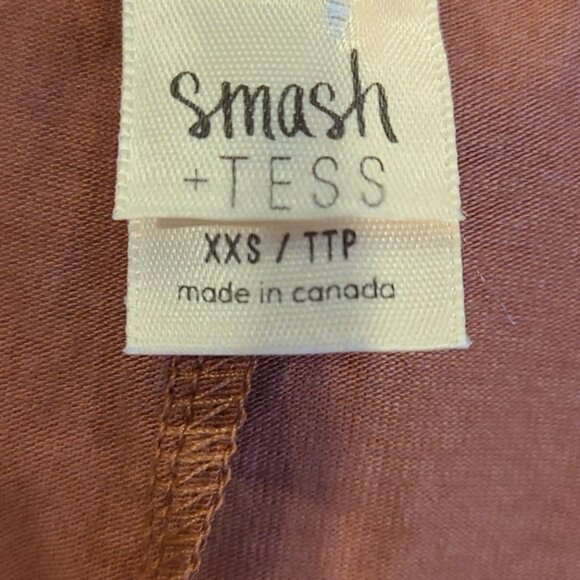 smash
+TESS
XXS / TTP
made in canada